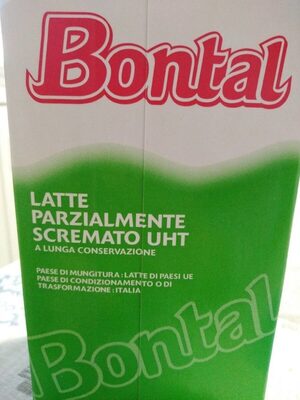 Bontal
LATTE
PARZIALMENTE
SCREMATO UHT
A LUNGA CONSERVAZIONE
PAESE DI MUNGITURA: LATTE DI PAESI UE
PAESE DI CONDIZIONAMENTO O DI
TRASFORMAZIONE: ITALIA
Bontal